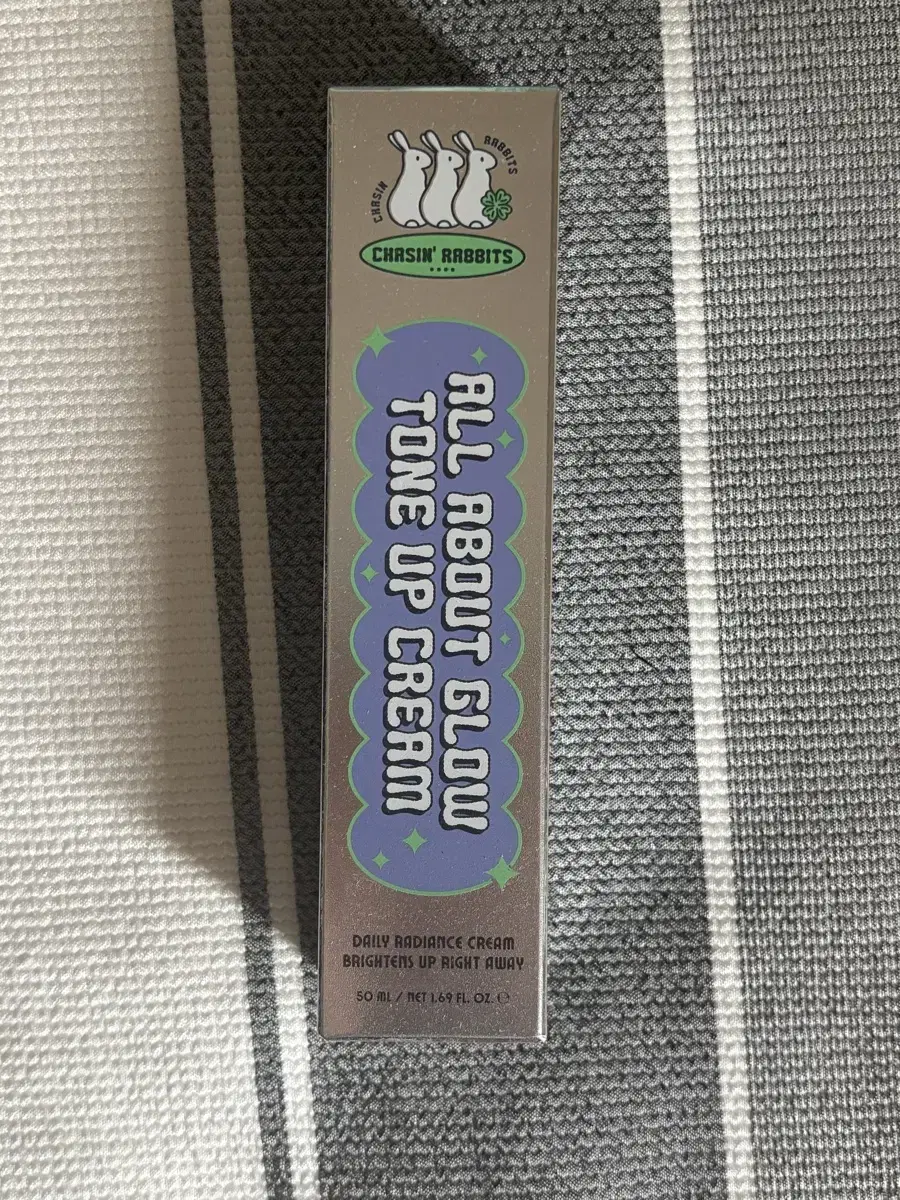 CHASIN RABBITS
CHASIN' RABBITS
ALL ABOUT GLOW
TONE UP CREAM
DAILY RADIANCE CREAM
BRIGHTENS UP RIGHT AWAY
50 ML / NET 1.69 FL. OZ. ℮